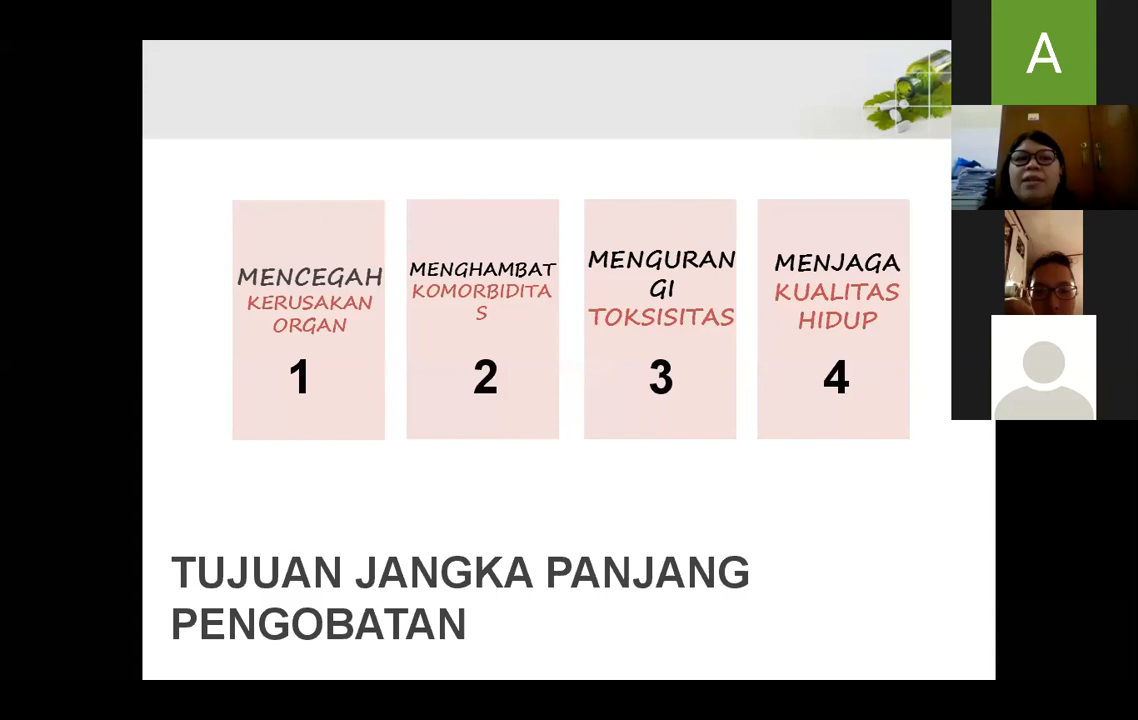 MENCEGAH
KERUSAKAN
ORGAN
1
MENGHAMBAT
KOMORBIDITA
S
2
MENGURAN
GI
TOKSISITAS
3
MENJAGA
KUALITAS
HIDUP
4
TUJUAN JANGKA PANJANG
PENGOBATAN
A